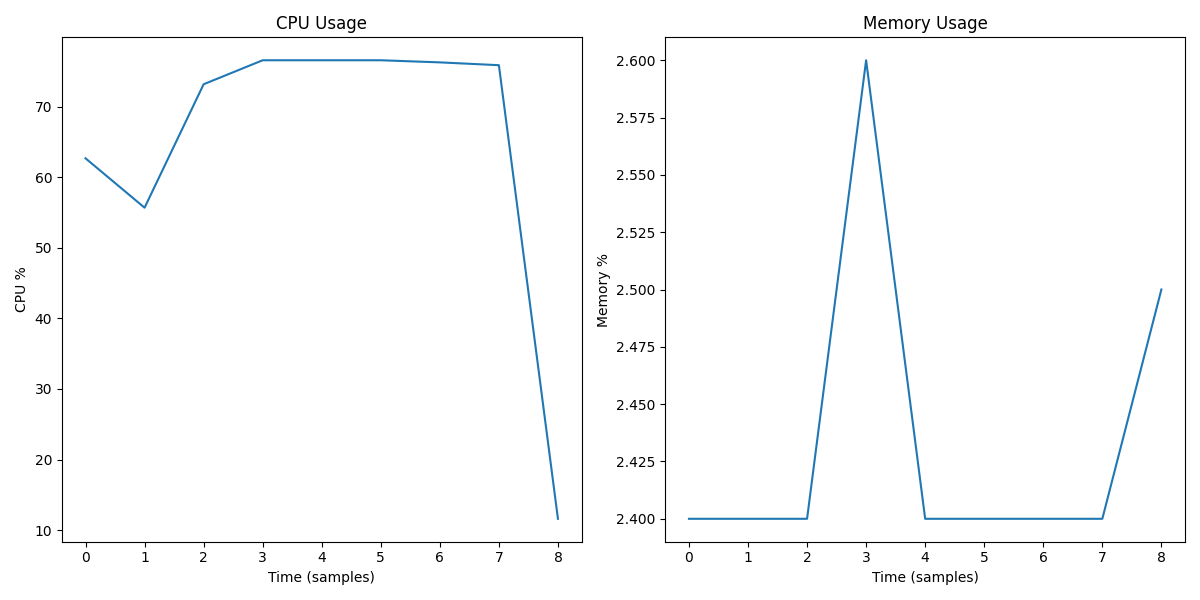 CPU Usage
CPU %
70
60
50
40
30
20
10
0 1 2 3 4 5 6 7 8
Time (samples)
Memory Usage
Memory %
2.600
2.575
2.550
2.525
2.500
2.475
2.450
2.425
2.400
0 1 2 3 4 5 6 7 8
Time (samples)